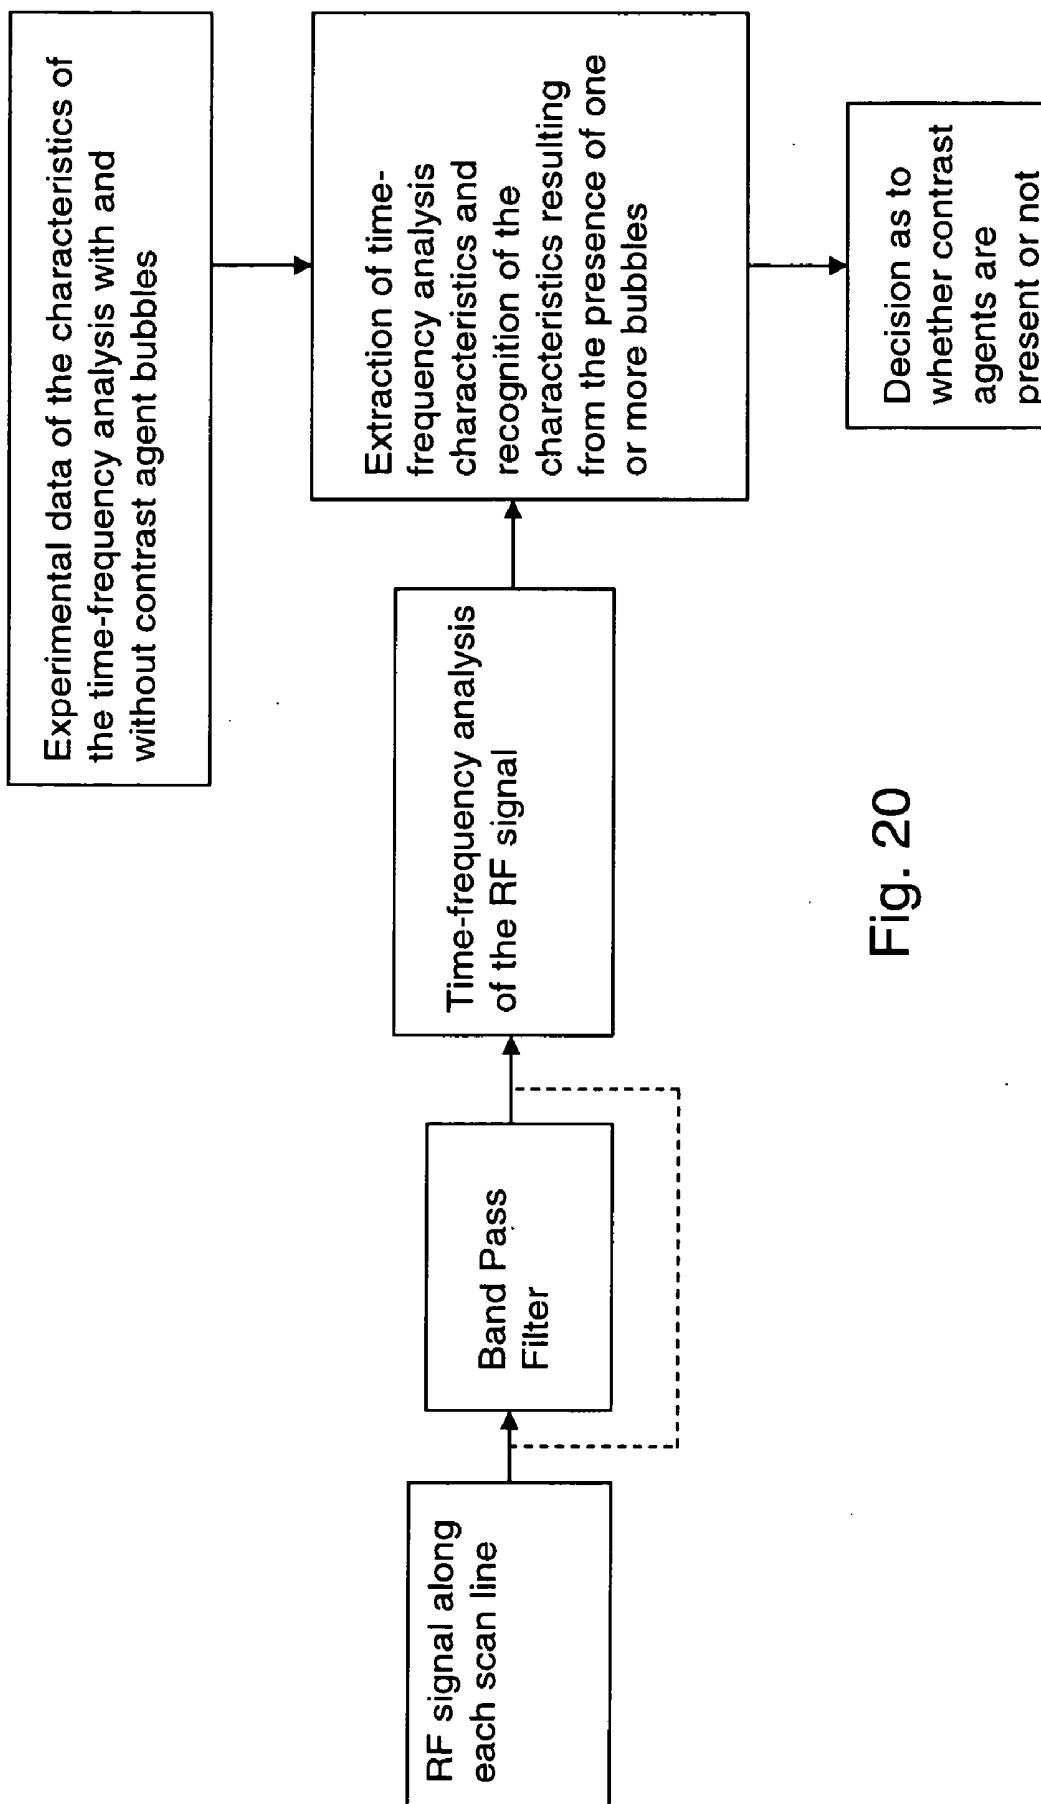 Experimental data of the characteristics of
the time-frequency analysis with and
without contrast agent bubbles
RF signal along
each scan line
Band Pass
Filter
Time-frequency analysis
of the RF signal
Extraction of time-
frequency analysis
characteristics and
recognition of the
characteristics resulting
from the presence of one
or more bubbles
Decision as to
whether contrast
agents are
present or not
Fig. 20